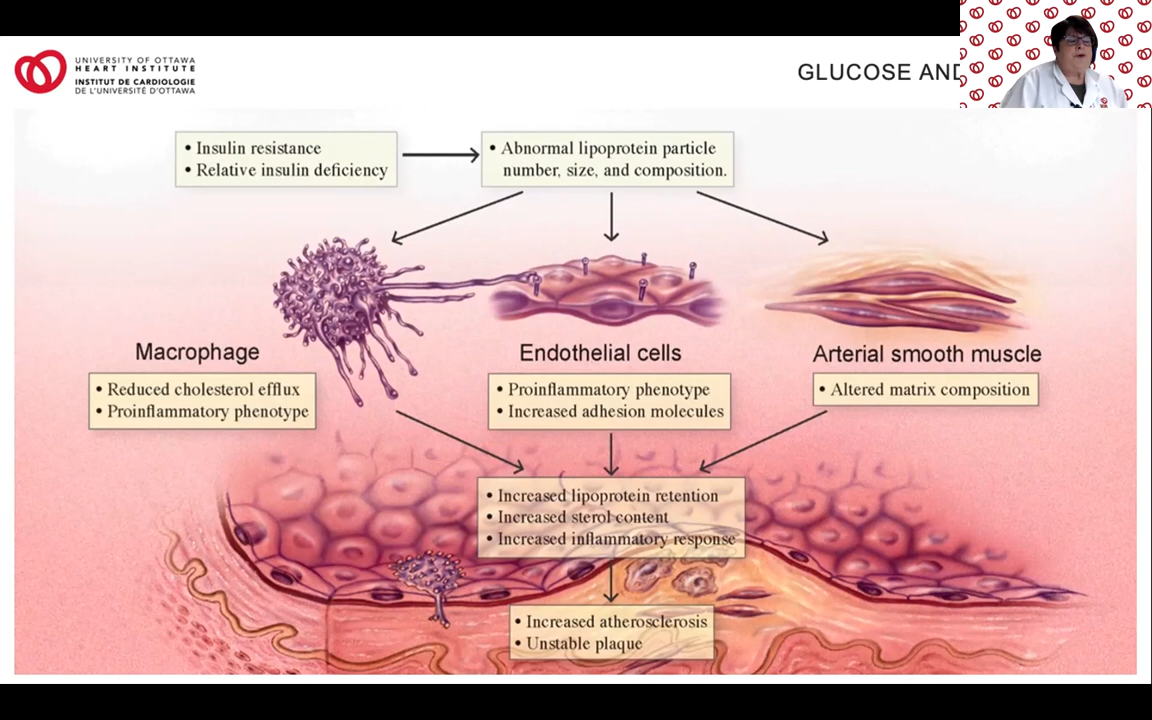 UNIVERSITY OF OTTAWA
HEART INSTITUTE
INSTITUT DE CARDIOLOGIE
DE L'UNIVERSITÉ D'OTTAWA
GLUCOSE AND
• Insulin resistance
• Relative insulin deficiency
• Abnormal lipoprotein particle
number, size, and composition.
Macrophage
• Reduced cholesterol efflux
• Proinflammatory phenotype
Endothelial cells
• Proinflammatory phenotype
• Increased adhesion molecules
Arterial smooth muscle
• Altered matrix composition
• Increased lipoprotein retention
• Increased sterol content
• Increased inflammatory response
• Increased atherosclerosis
• Unstable plaque